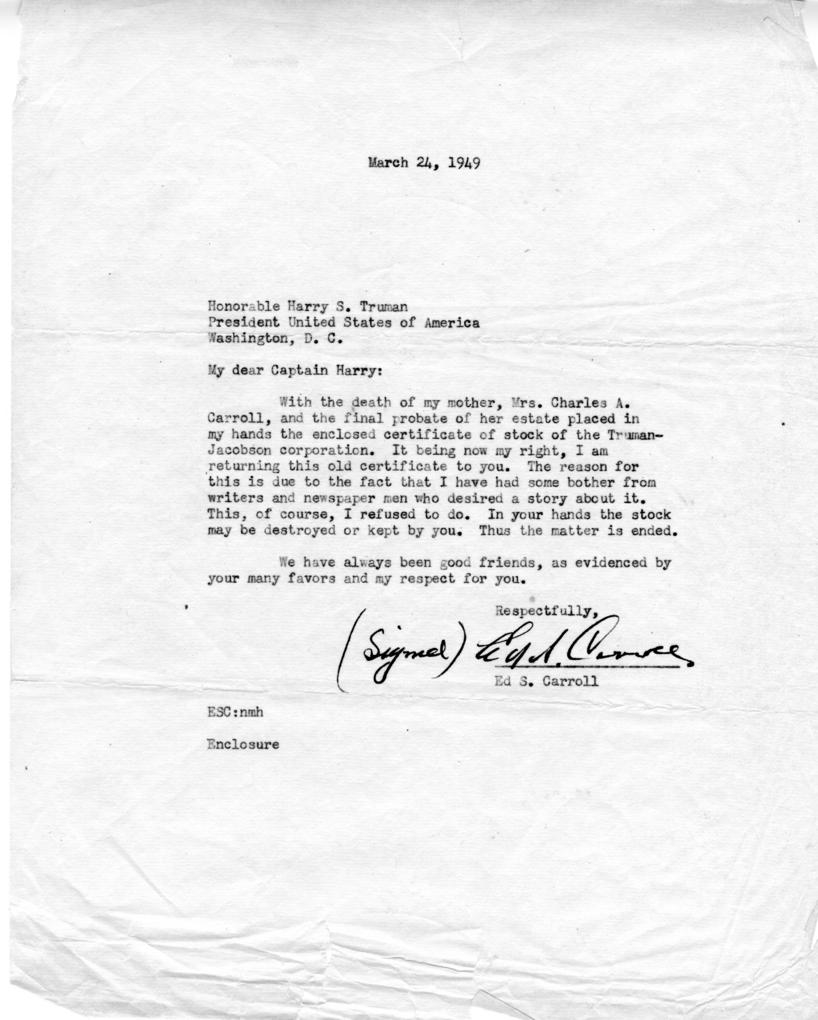 March 24, 1949
Honorable Harry S. Truman
President United States of America
Washington, D. C.
My dear Captain Harry:
With the death of my mother, Mrs. Charles A.
Carroll, and the final probate of her estate placed in
my hands the enclosed certificate of stock of the Truman-
Jacobson corporation. It being now my right, I am
returning this old certificate to you. The reason for
this is due to the fact that I have had some bother from
writers and newspaper men who desired a story about it.
This, of course, I refused to do. In your hands the stock
may be destroyed or kept by you. Thus the matter is ended.
We have always been good friends, as evidenced by
your many favors and my respect for you.
Respectfully,
(Signed) Ed S. Carroll
Ed S. Carroll
ESC:nmh
Enclosure